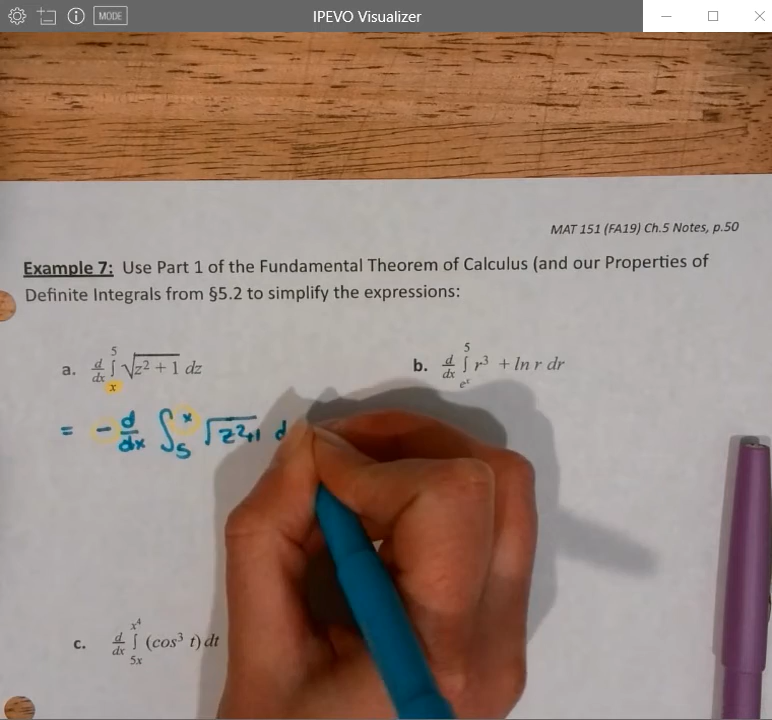 MODE
IPEVO Visualizer
MAT 151 (FA19) Ch.5 Notes, p.50
Example 7: Use Part 1 of the Fundamental Theorem of Calculus (and our Properties of
Definite Integrals from §5.2 to simplify the expressions:
a. d/dx ∫_x^5 √(z² + 1) dz
b. d/dx ∫_{e^x}^5 r³ + ln r dr
= - d/dx ∫_5^x √(z²+1) d
c. d/dx ∫_{5x}^{x⁴} (cos³ t) dt